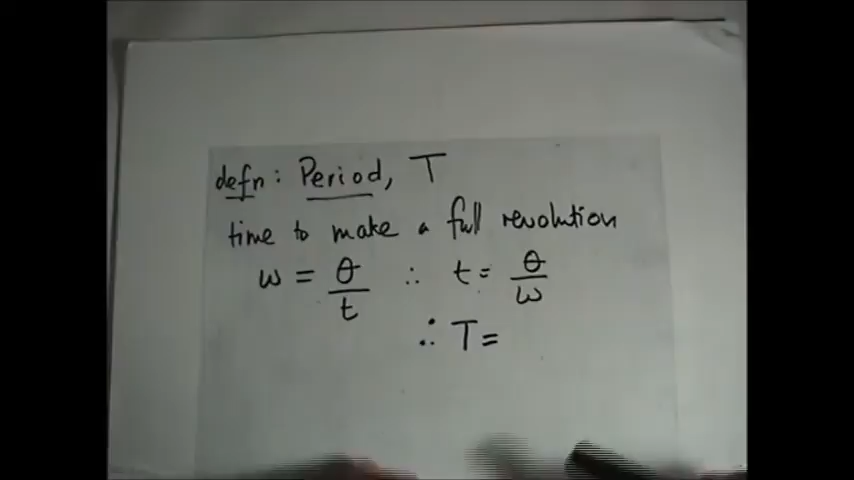 defn: Period, T
time to make a full revolution
ω = θ/t ∴ t = θ/ω
∴ T =